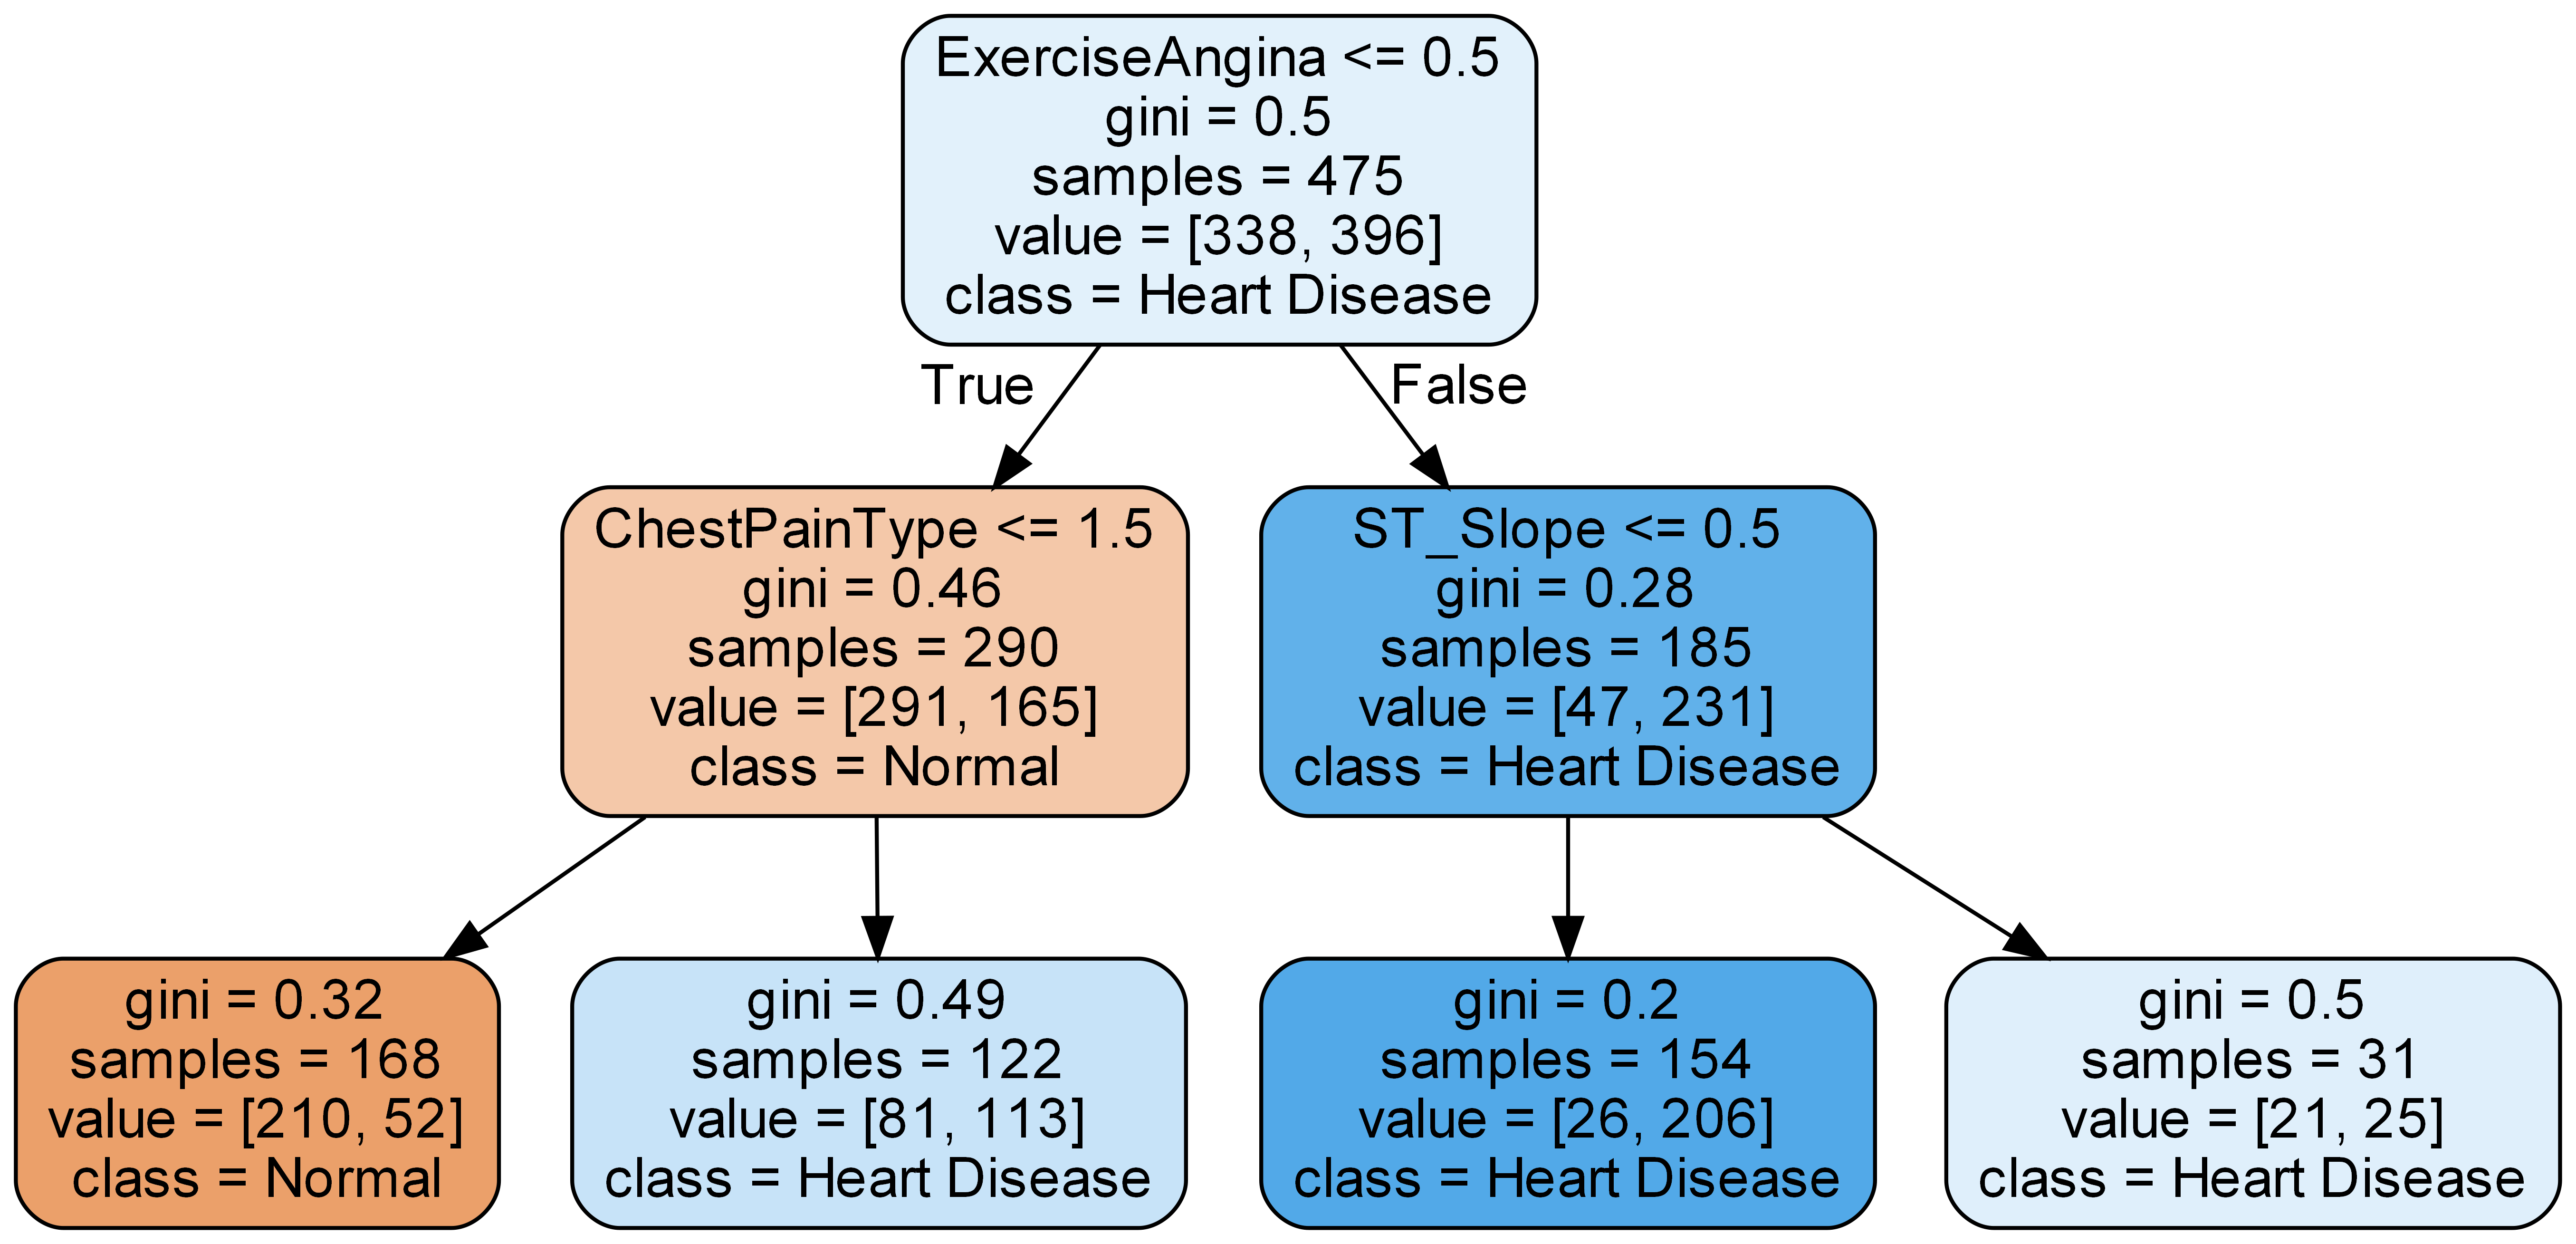 ExerciseAngina <= 0.5
gini = 0.5
samples = 475
value = [338, 396]
class = Heart Disease
True
False
ChestPainType <= 1.5
gini = 0.46
samples = 290
value = [291, 165]
class = Normal
ST_Slope <= 0.5
gini = 0.28
samples = 185
value = [47, 231]
class = Heart Disease
gini = 0.32
samples = 168
value = [210, 52]
class = Normal
gini = 0.49
samples = 122
value = [81, 113]
class = Heart Disease
gini = 0.2
samples = 154
value = [26, 206]
class = Heart Disease
gini = 0.5
samples = 31
value = [21, 25]
class = Heart Disease